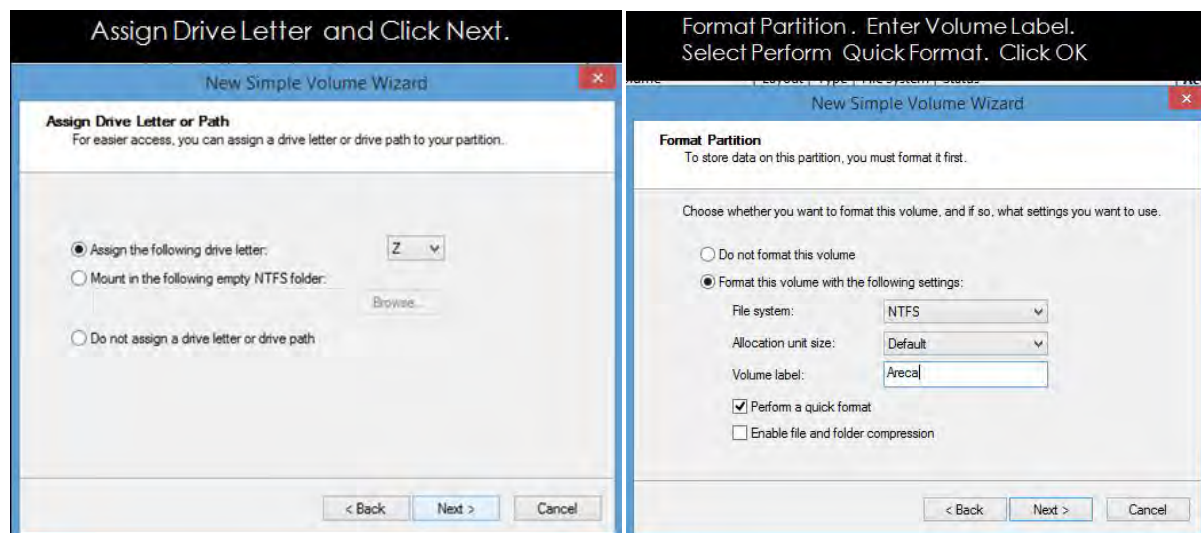 Assign Drive Letter and Click Next.
New Simple Volume Wizard
Assign Drive Letter or Path
For easier access, you can assign a drive letter or drive path to your partition.
Assign the following drive letter:
Z
Mount in the following empty NTFS folder:
Browse...
Do not assign a drive letter or drive path
< Back
Next >
Cancel
Format Partition . Enter Volume Label.
Select Perform Quick Format. Click OK
Layout
Type
File System
Status
New Simple Volume Wizard
Format Partition
To store data on this partition, you must format it first.
Choose whether you want to format this volume, and if so, what settings you want to use.
Do not format this volume
Format this volume with the following settings:
File system:
NTFS
Allocation unit size:
Default
Volume label:
Areca
Perform a quick format
Enable file and folder compression
< Back
Next >
Cancel